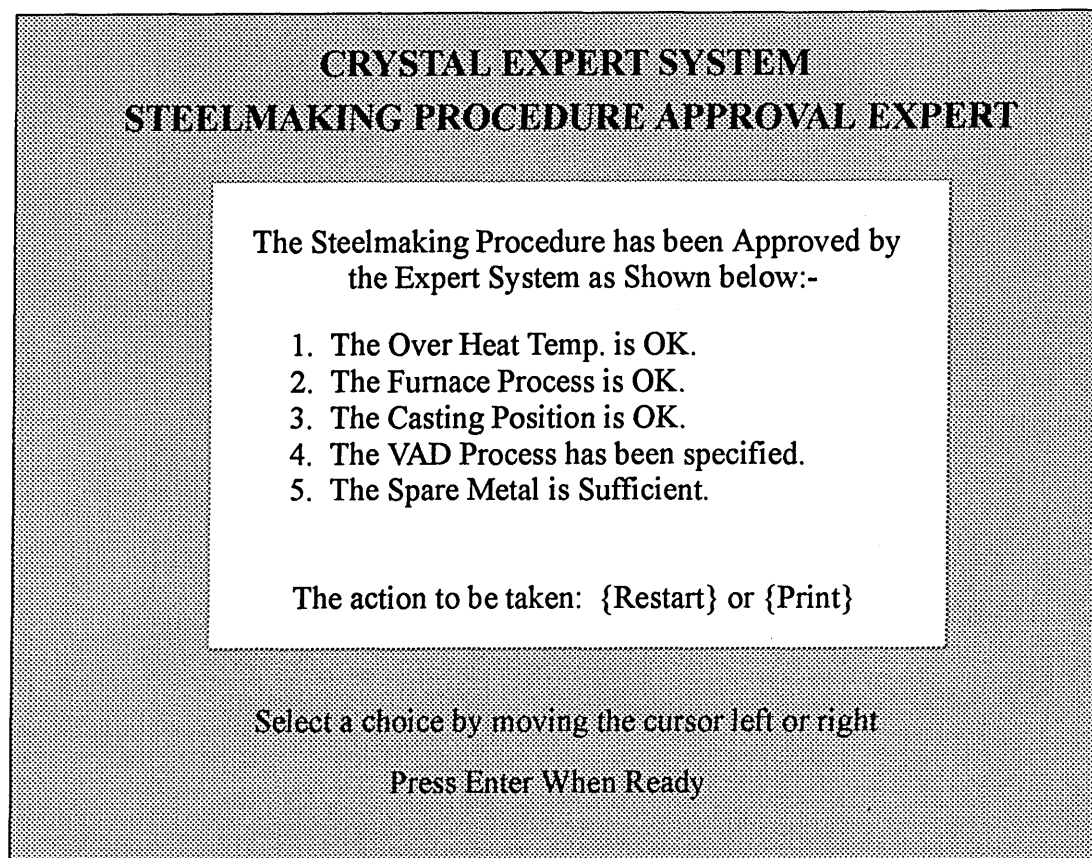 CRYSTAL EXPERT SYSTEM
STEELMAKING PROCEDURE APPROVAL EXPERT
The Steelmaking Procedure has been Approved by
the Expert System as Shown below:-
1. The Over Heat Temp. is OK.
2. The Furnace Process is OK.
3. The Casting Position is OK.
4. The VAD Process has been specified.
5. The Spare Metal is Sufficient.
The action to be taken: {Restart} or {Print}
Select a choice by moving the cursor left or right
Press Enter When Ready